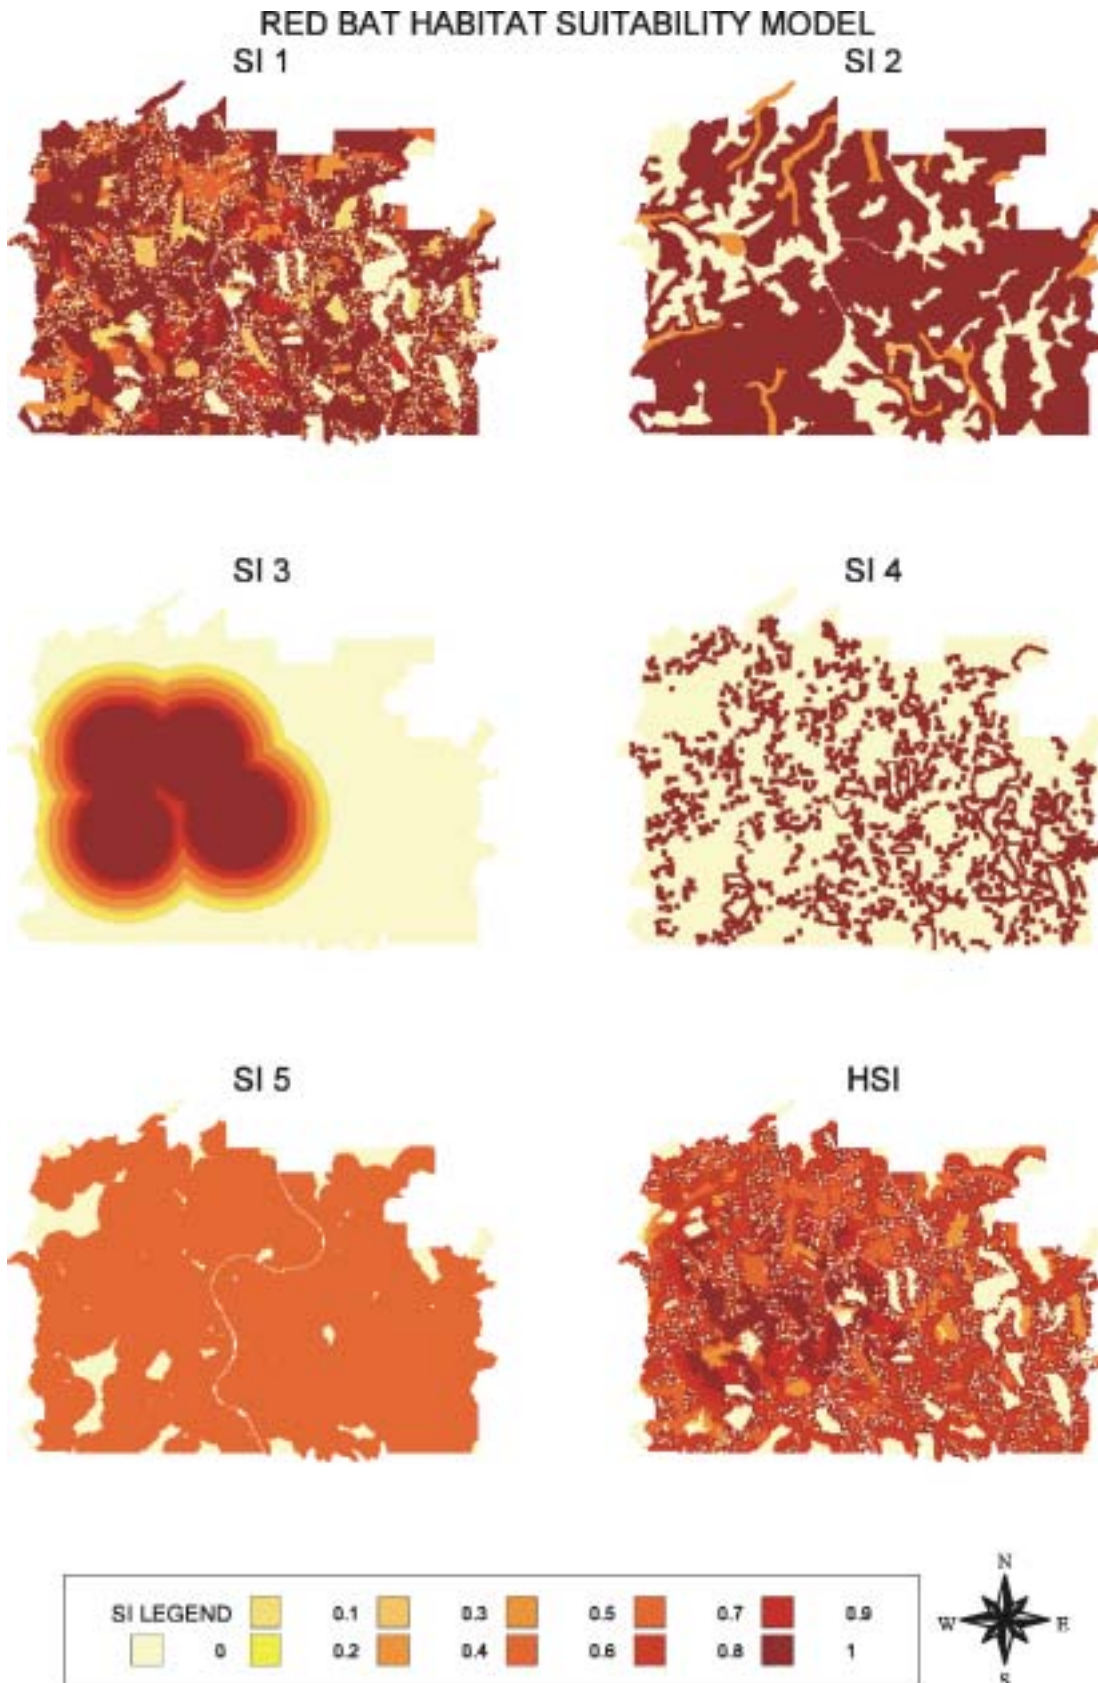 RED BAT HABITAT SUITABILITY MODEL
SI 1
SI 2
SI 3
SI 4
SI 5
HSI
SI LEGEND 0.1 0.3 0.5 0.7 0.9
0 0.2 0.4 0.6 0.8 1
N
W E
S